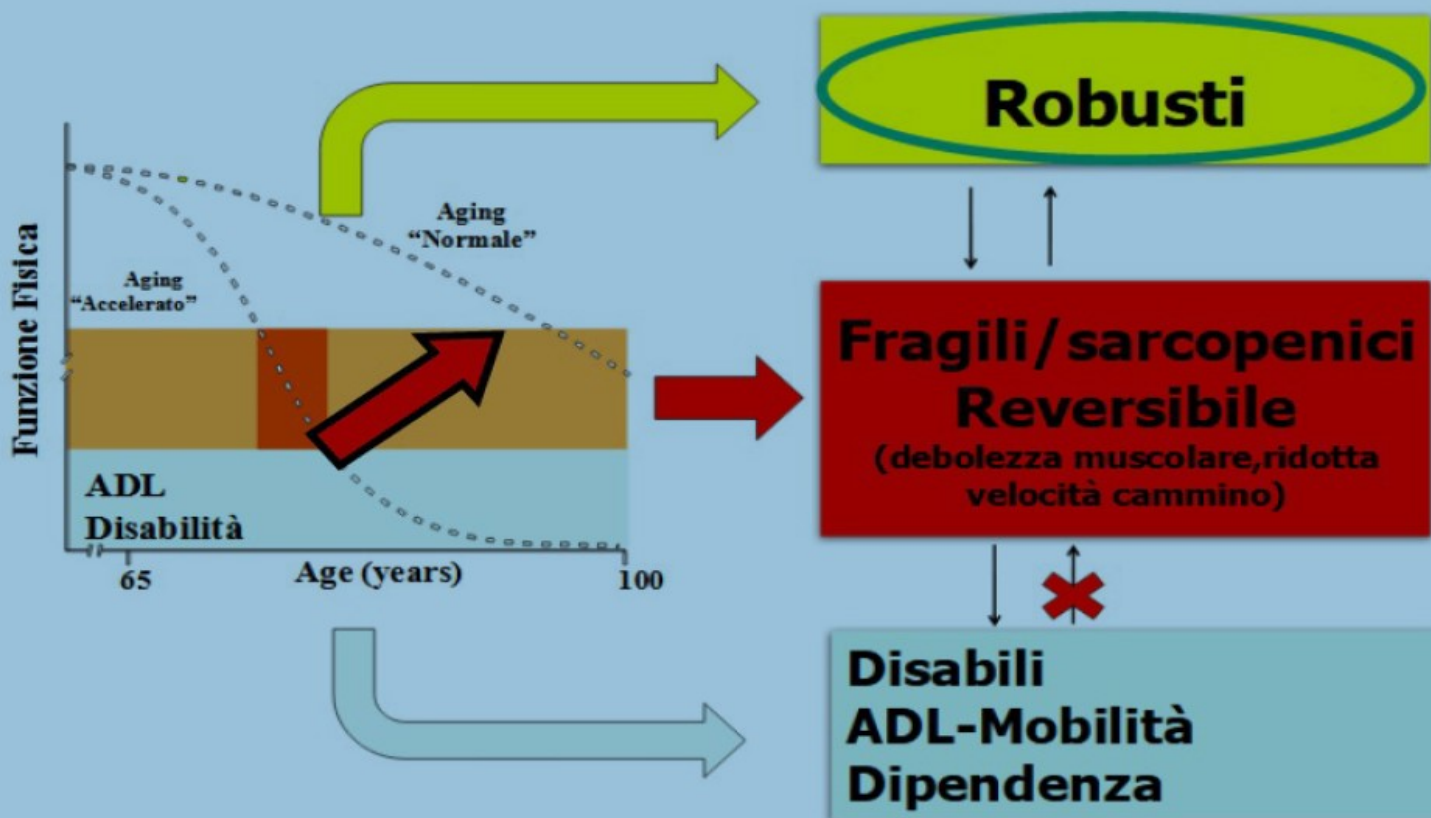 Robusti
Funzione Fisica
Aging
“Normale”
Aging
“Accelerato”
ADL
Disabilità
65
Age (years)
100
Fragili/sarcopenici
Reversibile
(debolezza muscolare,ridotta
velocità cammino)
Disabili
ADL-Mobilità
Dipendenza